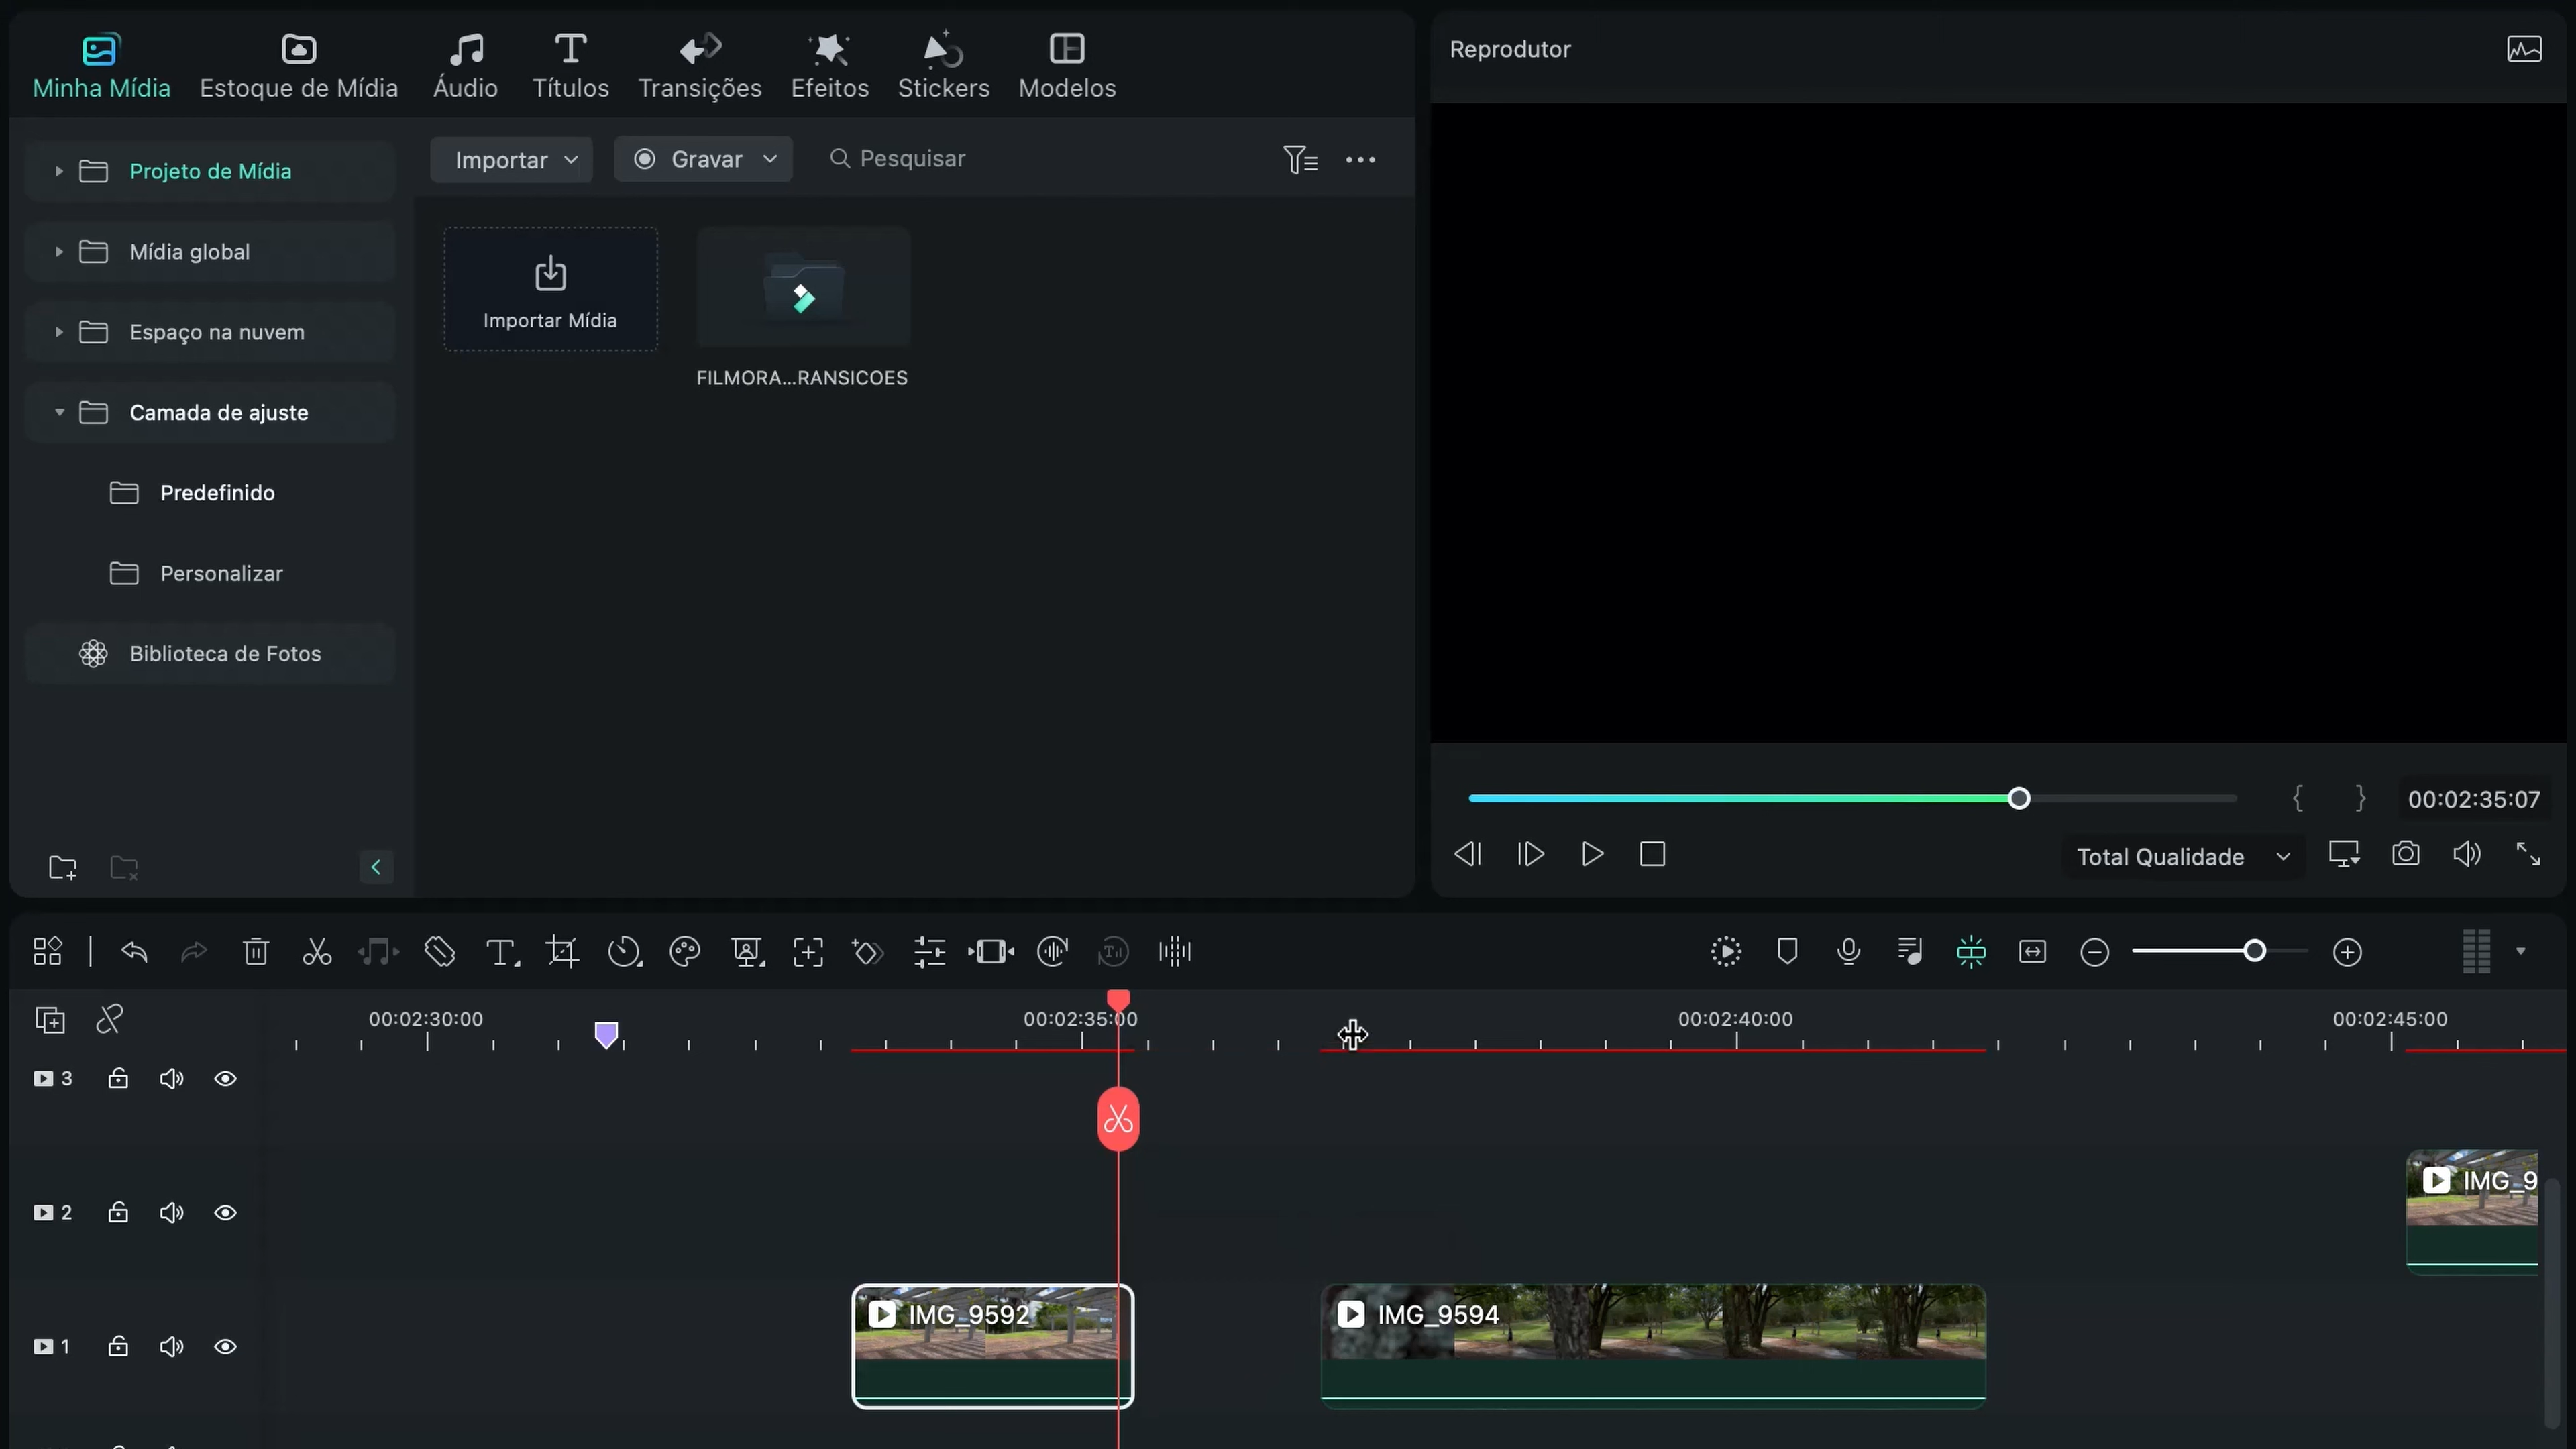 Minha Mídia
Estoque de Mídia
Áudio
Títulos
Transições
Efeitos
Stickers
Modelos
Reprodutor
Projeto de Mídia
Mídia global
Espaço na nuvem
Camada de ajuste
Predefinido
Personalizar
Biblioteca de Fotos
Importar
Gravar
Pesquisar
Importar Mídia
FILMORA...RANSICOES
00:02:35:07
Total Qualidade
00:02:30:00
00:02:35:00
00:02:40:00
00:02:45:00
3
2
IMG_9
1
IMG_9592
IMG_9594